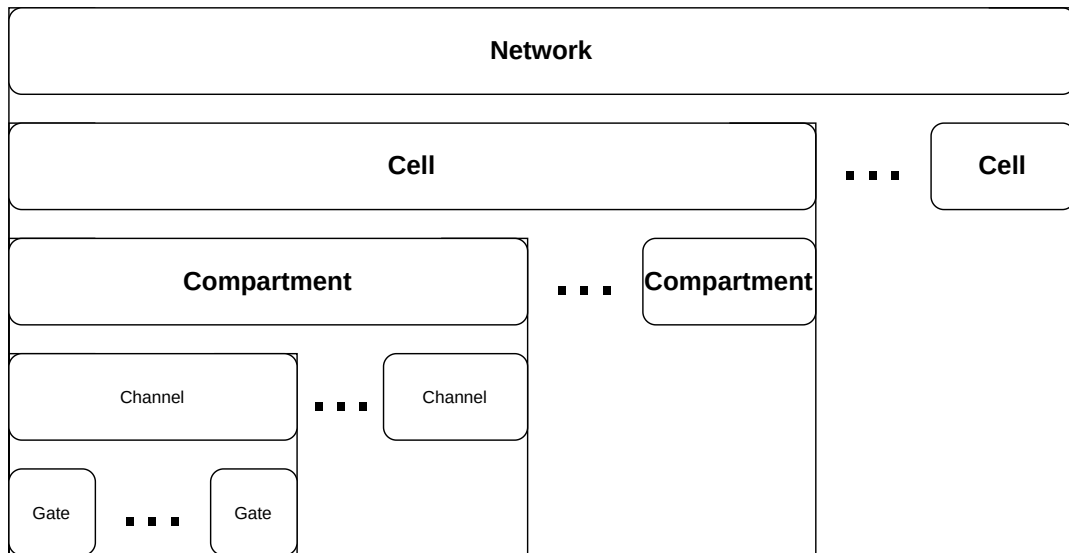 Network
Cell
... Cell
Compartment
... Compartment
Channel
... Channel
Gate
... Gate